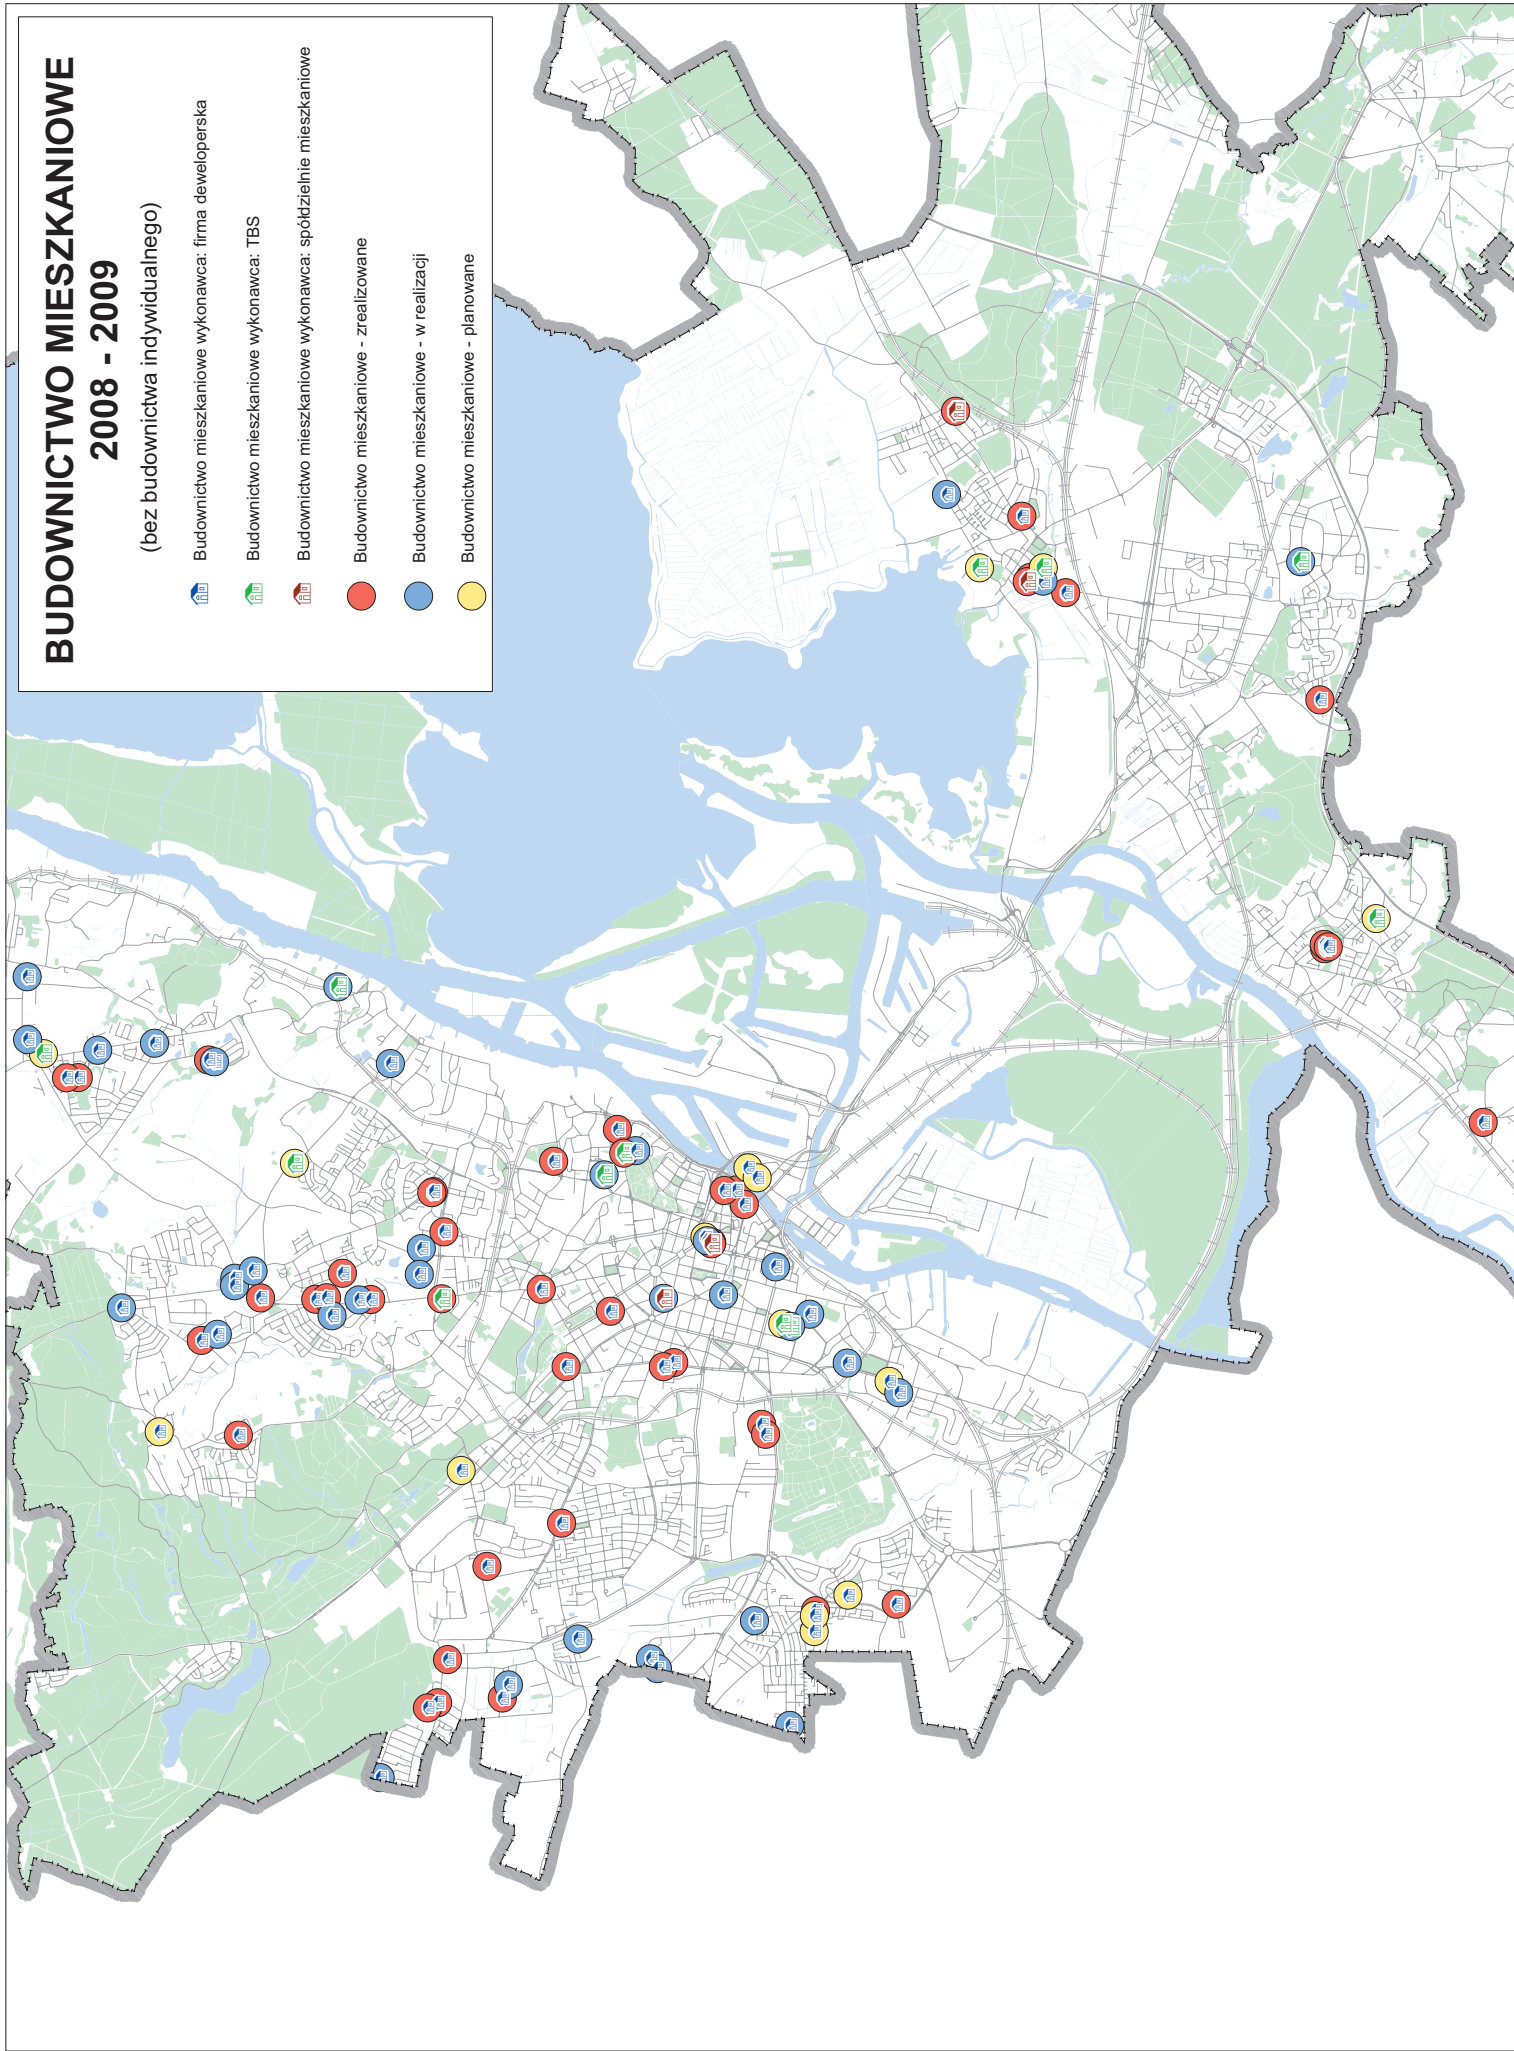 BUDOWNICTWO MIESZKANIOWE
2008 - 2009
(bez budownictwa indywidualnego)
Budownictwo mieszkaniowe wykonawca: firma deweloperska
Budownictwo mieszkaniowe wykonawca: TBS
Budownictwo mieszkaniowe wykonawca: spółdzielnie mieszkaniowe
Budownictwo mieszkaniowe - zrealizowane
Budownictwo mieszkaniowe - w realizacji
Budownictwo mieszkaniowe - planowane